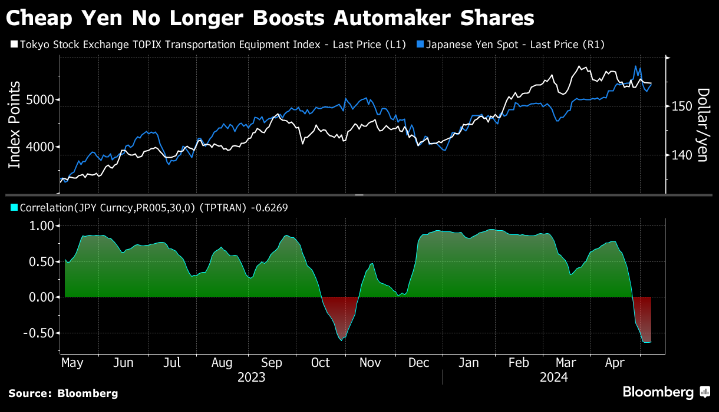 Cheap Yen No Longer Boosts Automaker Shares
Tokyo Stock Exchange TOPIX Transportation Equipment Index - Last Price (L1) Japanese Yen Spot - Last Price (R1)
Index Points
5000
4000
150
140
Dollar/yen
Correlation(JPY Curncy,PR005,30,0) (TPTRAN) -0.6269
1.00
0.50
0.00
-0.50
May Jun Jul Aug Sep Oct Nov Dec Jan Feb Mar Apr
2023 2024
Source: Bloomberg
Bloomberg